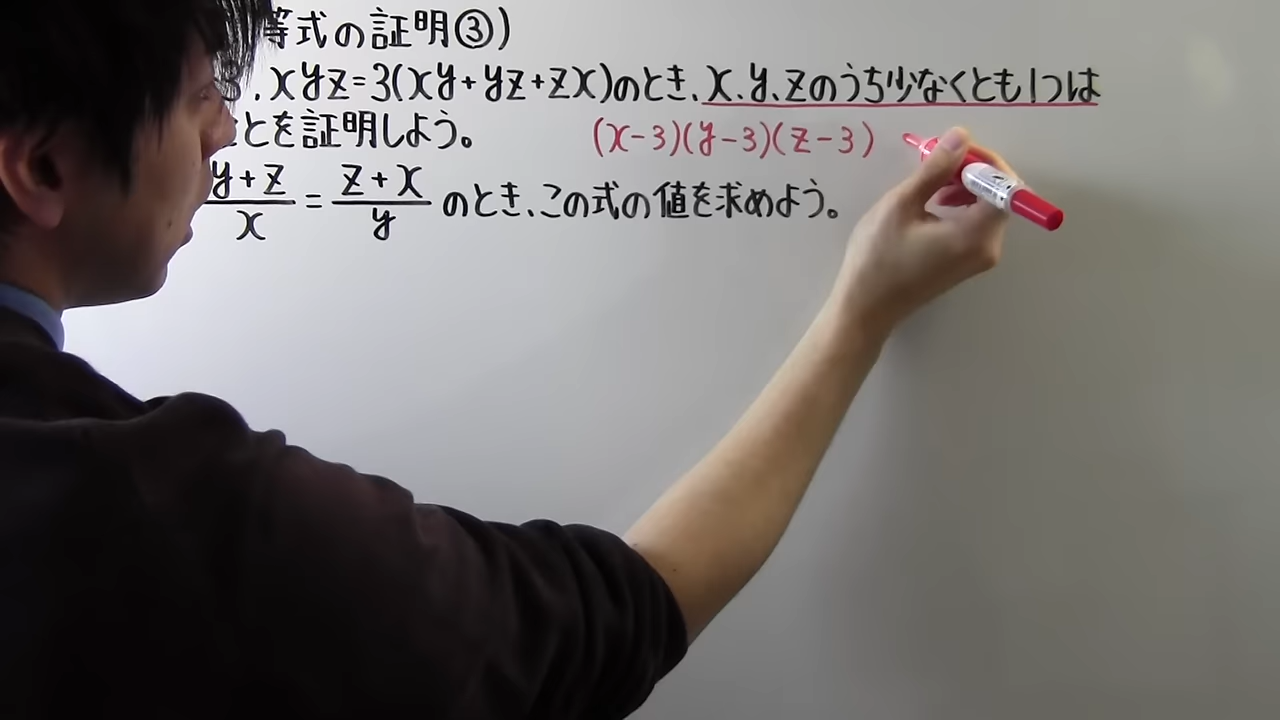 等式の証明③)
. xyz=3(xy+yz+zx)のとき、x、y、zのうち少なくとも1つは
とを証明しよう。 (x-3)(y-3)(z-3)
y+z/x = z+x/y のとき、この式の値を求めよう。